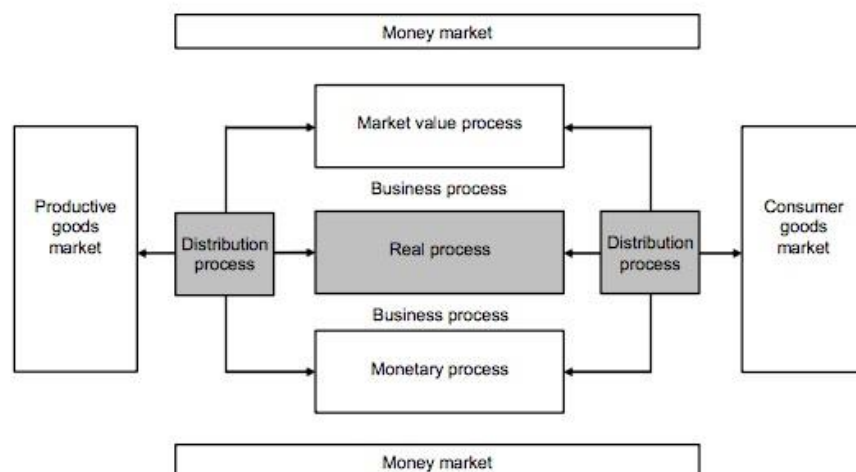 Money market
Market value process
Business process
Productive
goods
market
Distribution
process
Real process
Distribution
process
Consumer
goods
market
Business process
Monetary process
Money market